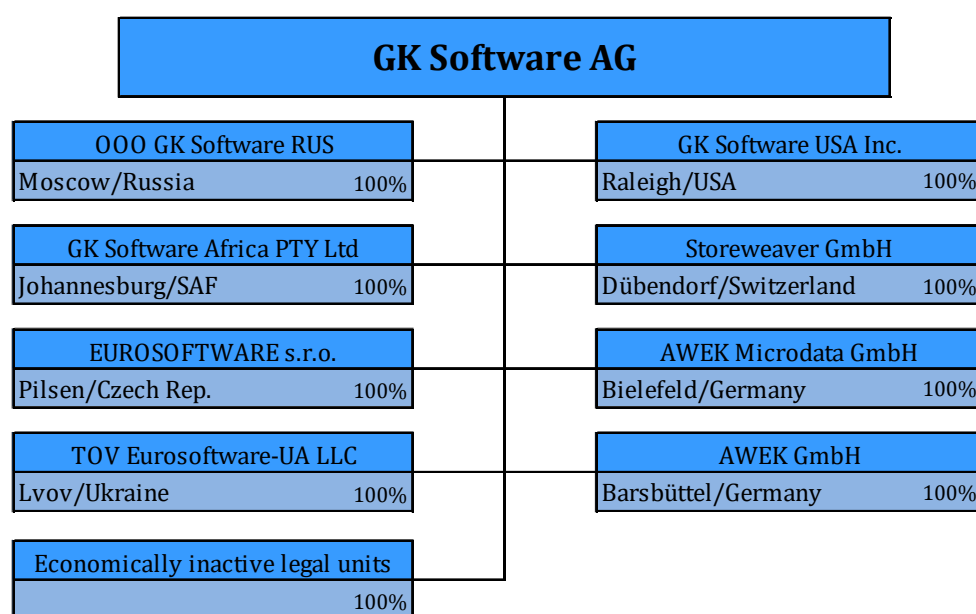 GK Software AG
OOO GK Software RUS
Moscow/Russia 100%
GK Software USA Inc.
Raleigh/USA 100%
GK Software Africa PTY Ltd
Johannesburg/SAF 100%
Storeweaver GmbH
Dübendorf/Switzerland 100%
EUROSOFTWARE s.r.o.
Pilsen/Czech Rep. 100%
AWEK Microdata GmbH
Bielefeld/Germany 100%
TOV Eurosoftware-UA LLC
Lvov/Ukraine 100%
AWEK GmbH
Barsbüttel/Germany 100%
Economically inactive legal units
100%